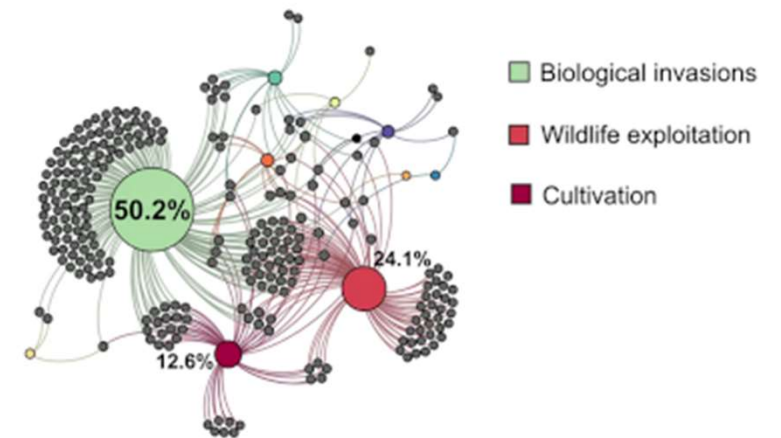 Biological invasions
Wildlife exploitation
Cultivation
50.2%
24.1%
12.6%